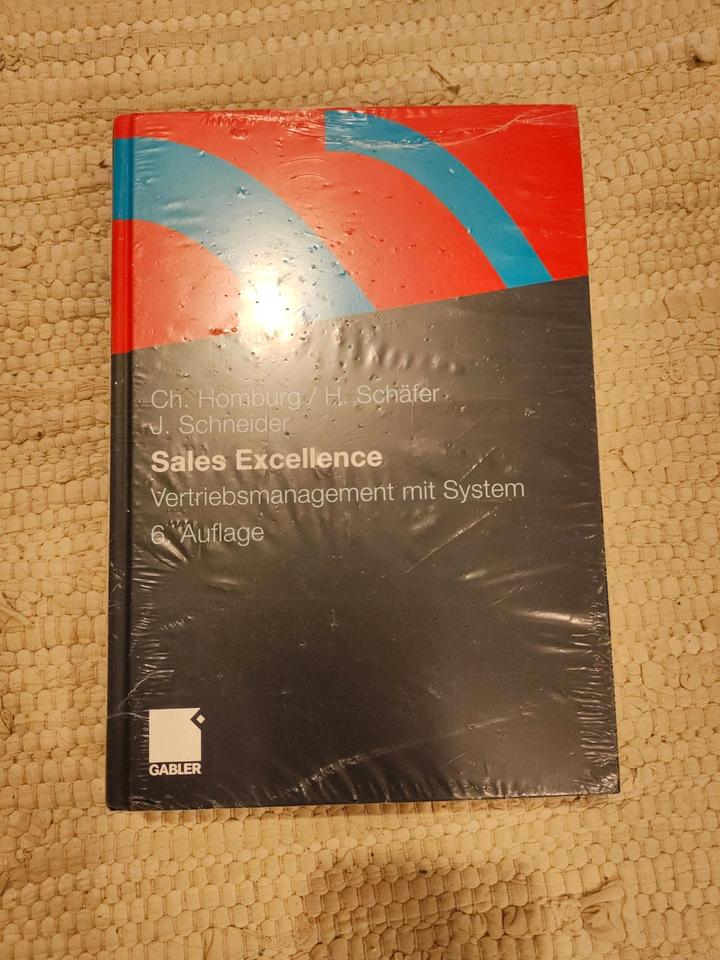 Ch. Homburg / H. Schäfer
J. Schneider
Sales Excellence
Vertriebsmanagement mit System
6. Auflage
GABLER